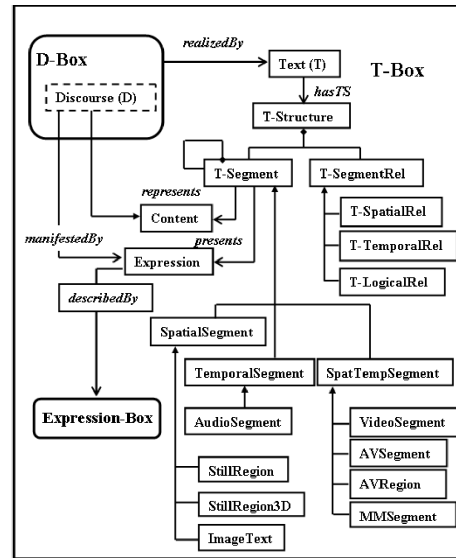 realizedBy
D-Box
Text (T)
T-Box
Discourse (D)
hasTS
T-Structure
T-Segment
T-SegmentRel
represents
Content
T-SpatialRel
manifestedBy
presents
T-TemporalRel
Expression
T-LogicalRel
describedBy
SpatialSegment
TemporalSegment
SpatTempSegment
Expression-Box
AudioSegment
VideoSegment
AVSegment
StillRegion
AVRegion
StillRegion3D
MMSegment
ImageText